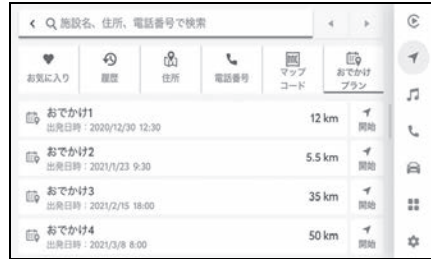 施設名、住所、電話番号で検索
お気に入り
履歴
住所
電話番号
マップ
コード
おでかけ
プラン
おでかけ1
出発日時：2020/12/30 12:30
12 km
開始
おでかけ2
出発日時：2021/1/23 9:30
5.5 km
開始
おでかけ3
出発日時：2021/2/15 18:00
35 km
開始
おでかけ4
出発日時：2021/3/8 8:00
50 km
開始